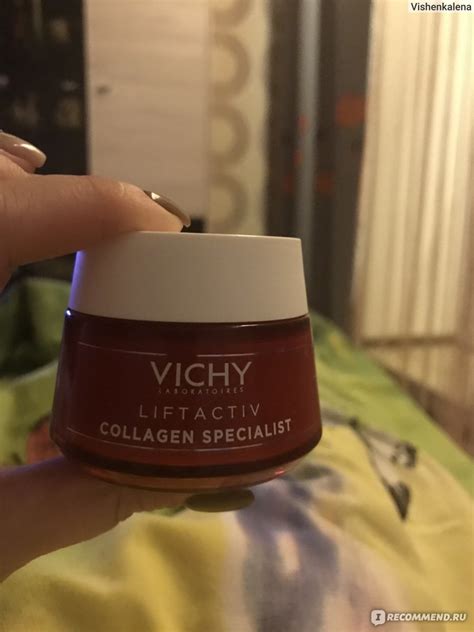 Vishenkalena
VICHY
LABORATOIRES
LIFTACTIV
COLLAGEN SPECIALIST
I RECOMMEND.RU